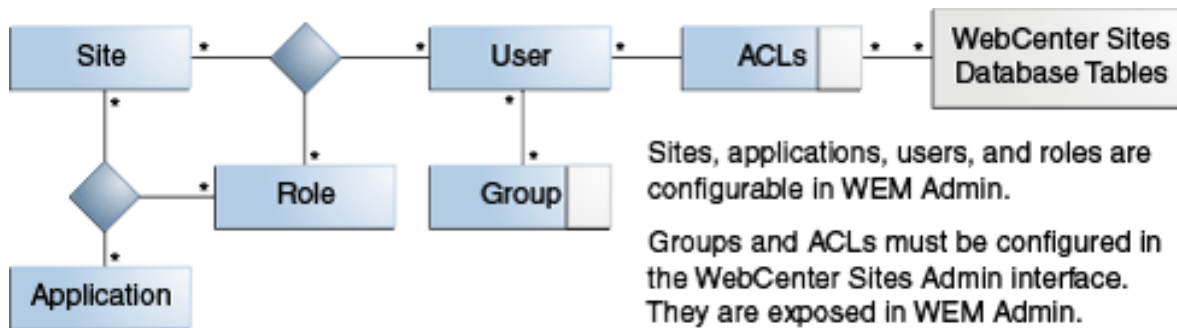 Site
*
*
User
*
ACLs
*
*
WebCenter Sites
Database Tables
*
*
*
*
*
Role
Group
*
Application
Sites, applications, users, and roles are
configurable in WEM Admin.
Groups and ACLs must be configured in
the WebCenter Sites Admin interface.
They are exposed in WEM Admin.